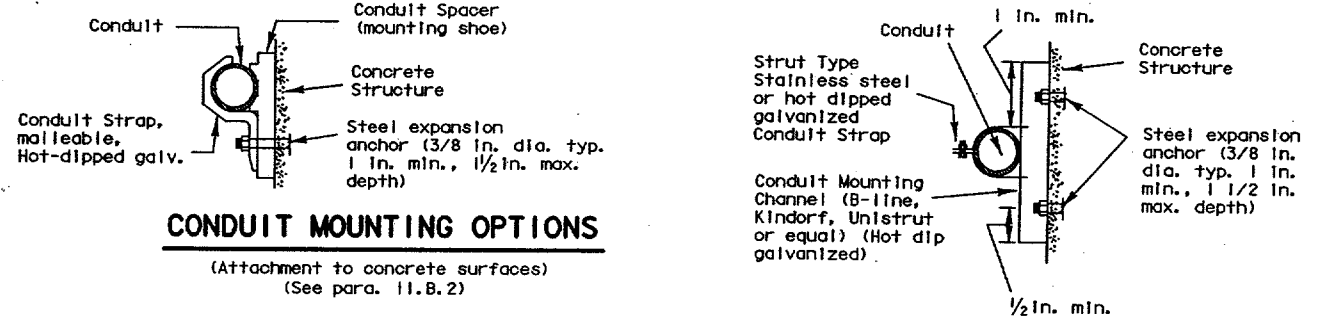 Conduit
Conduit Spacer
(mounting shoe)
Concrete
Structure
Conduit Strap,
malleable,
Hot-dipped galv.
Steel expansion
anchor (3/8 in. dia. typ.
1 in. min., 1½ in. max.
depth)
CONDUIT MOUNTING OPTIONS
(Attachment to concrete surfaces)
(See para. II.B.2)
1 in. min.
Conduit
Concrete
Structure
Strut Type
Stainless steel
or hot dipped
galvanized
Conduit Strap
Steel expansion
anchor (3/8 in.
dia. typ. 1 in.
min., 1 1/2 in.
max. depth)
Conduit Mounting
Channel (B-line,
Kindorf, Unistrut
or equal) (Hot dip
galvanized)
½ in. min.